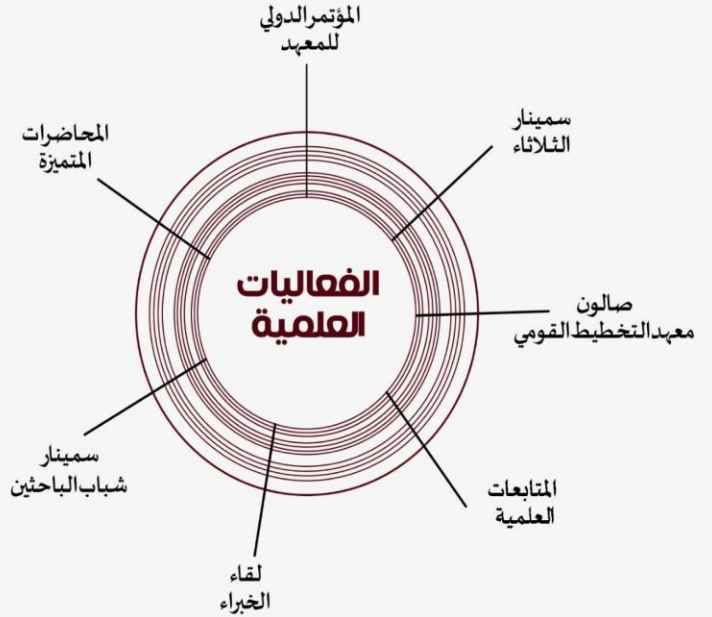 المؤتمر الدولي
للمعهد
سمينار
الثلاثاء
صالون
معهد التخطيط القومي
المتابعات
العلمية
لقاء
الخبراء
سمينار
شباب الباحثين
المحاضرات
المتميزة
الفعاليات
العلمية